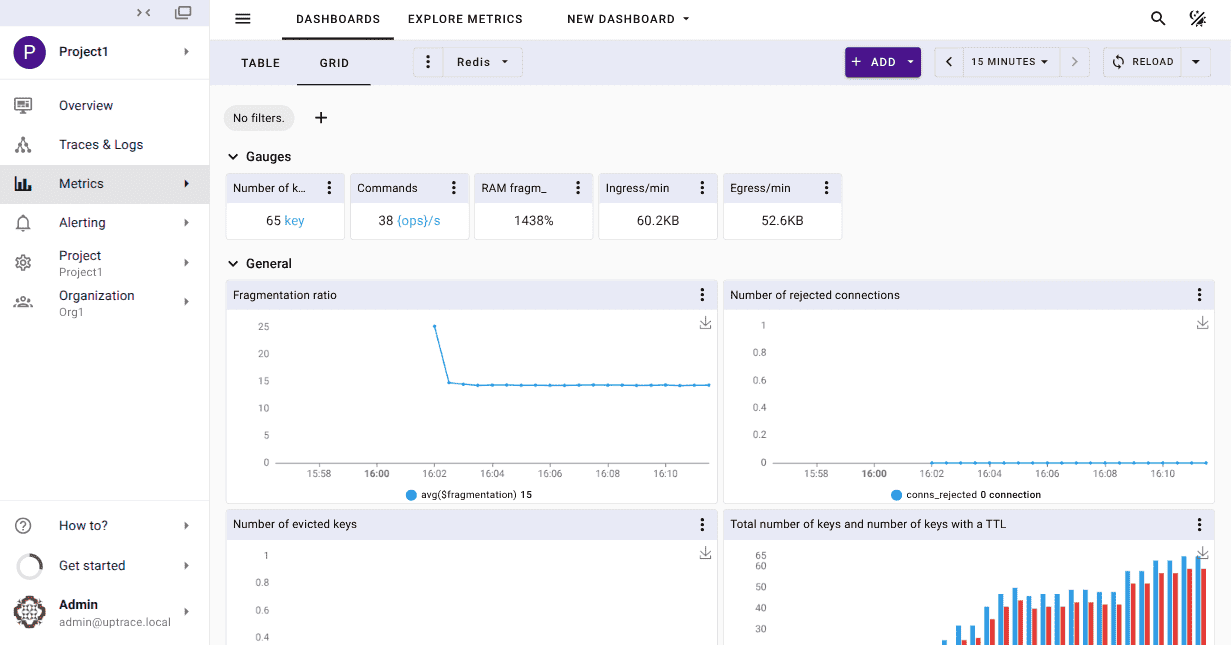 P Project1
Overview
Traces & Logs
Metrics
Alerting
Project
Project1
Organization
Org1
How to?
Get started
Admin
admin@uptrace.local
DASHBOARDS EXPLORE METRICS NEW DASHBOARD
TABLE GRID Redis ADD 15 MINUTES RELOAD
No filters.
Gauges
Number of k... Commands RAM fragm_ Ingress/min Egress/min
65 key 38 {ops}/s 1438% 60.2KB 52.6KB
General
Fragmentation ratio
25
20
15
10
5
0
15:58 16:00 16:02 16:04 16:06 16:08 16:10
avg($fragmentation) 15
Number of rejected connections
1
0.8
0.6
0.4
0.2
0
15:58 16:00 16:02 16:04 16:06 16:08 16:10
conns_rejected 0 connection
Number of evicted keys
1
0.8
0.6
0.4
Total number of keys and number of keys with a TTL
65
60
50
40
30